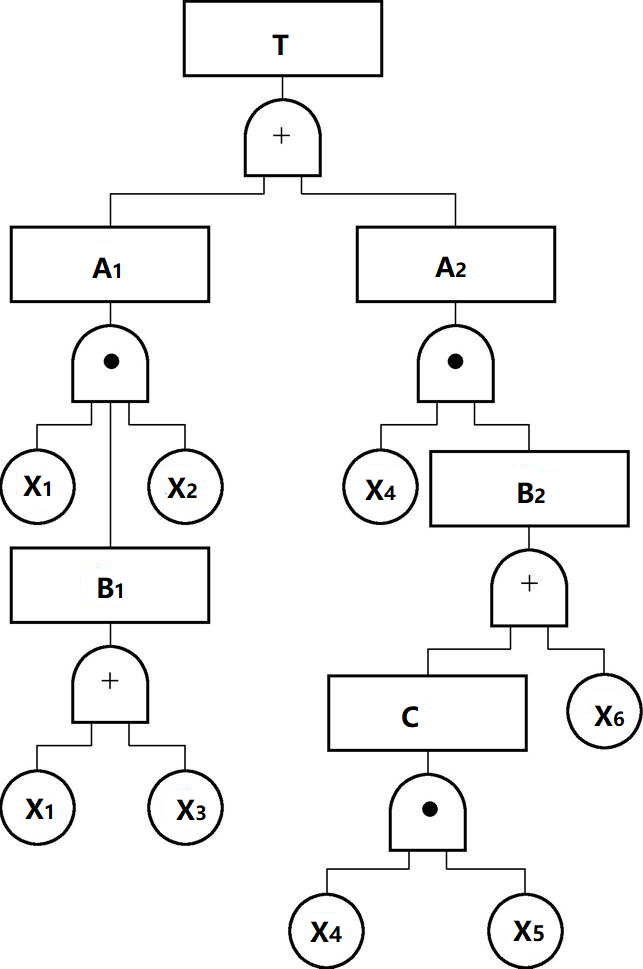 T
+
A1
A2
X1
X2
X4
B2
B1
+
+
C
X6
X1
X3
X4
X5